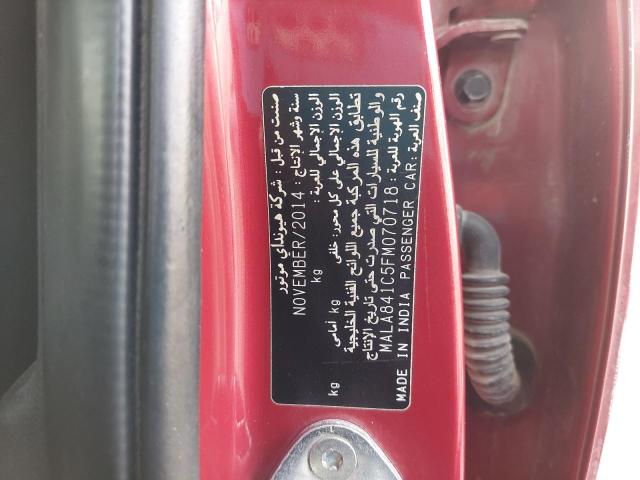 صنعت من قبل : شركة هيونداي موتور
سنة وشهر الإنتاج : NOVEMBER/2014
الوزن الإجمالي للعربة : kg
الوزن الإجمالي على كل محور: خلفي kg أمامى kg
تطابق هذه المركبة جميع اللوائح الفنية الخليجية
والوطنية للسيارات التي صدرت حتى تاريخ الإنتاج
رقم الهوية للعربة : MALA841C5FM070718
صنف العربة : MADE IN INDIA PASSENGER CAR